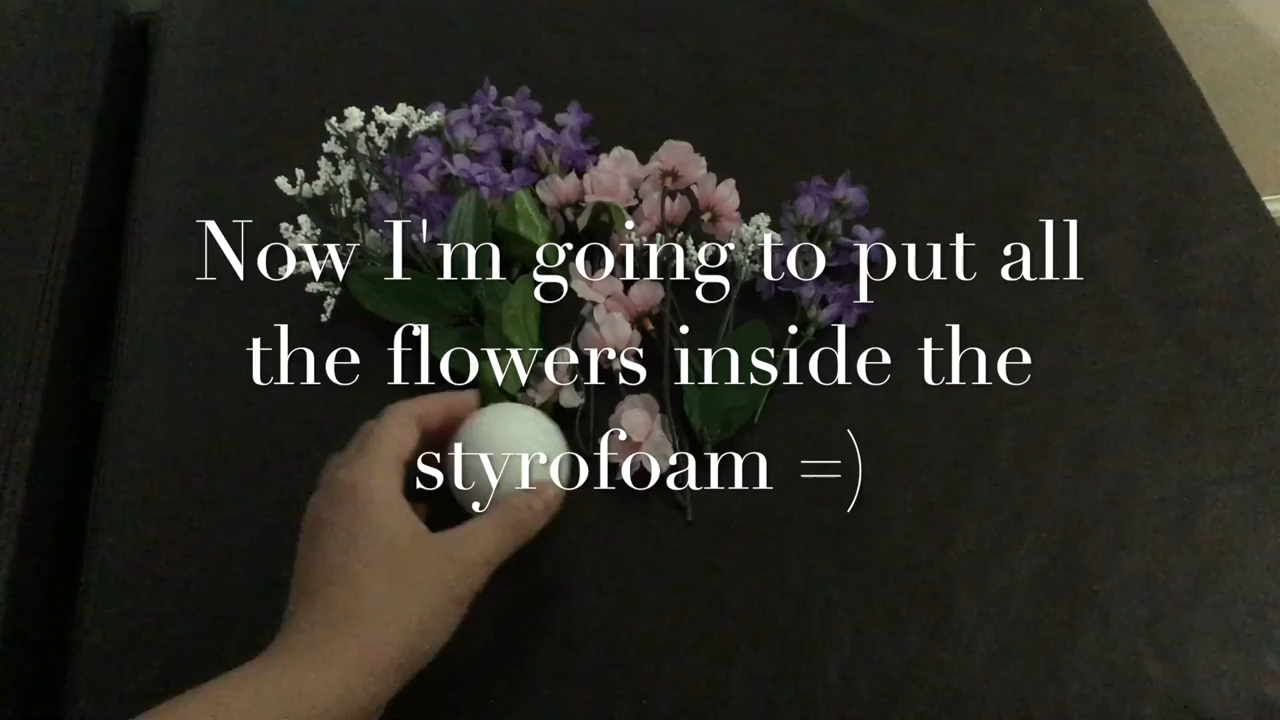 Now I'm going to put all
the flowers inside the
styrofoam =)